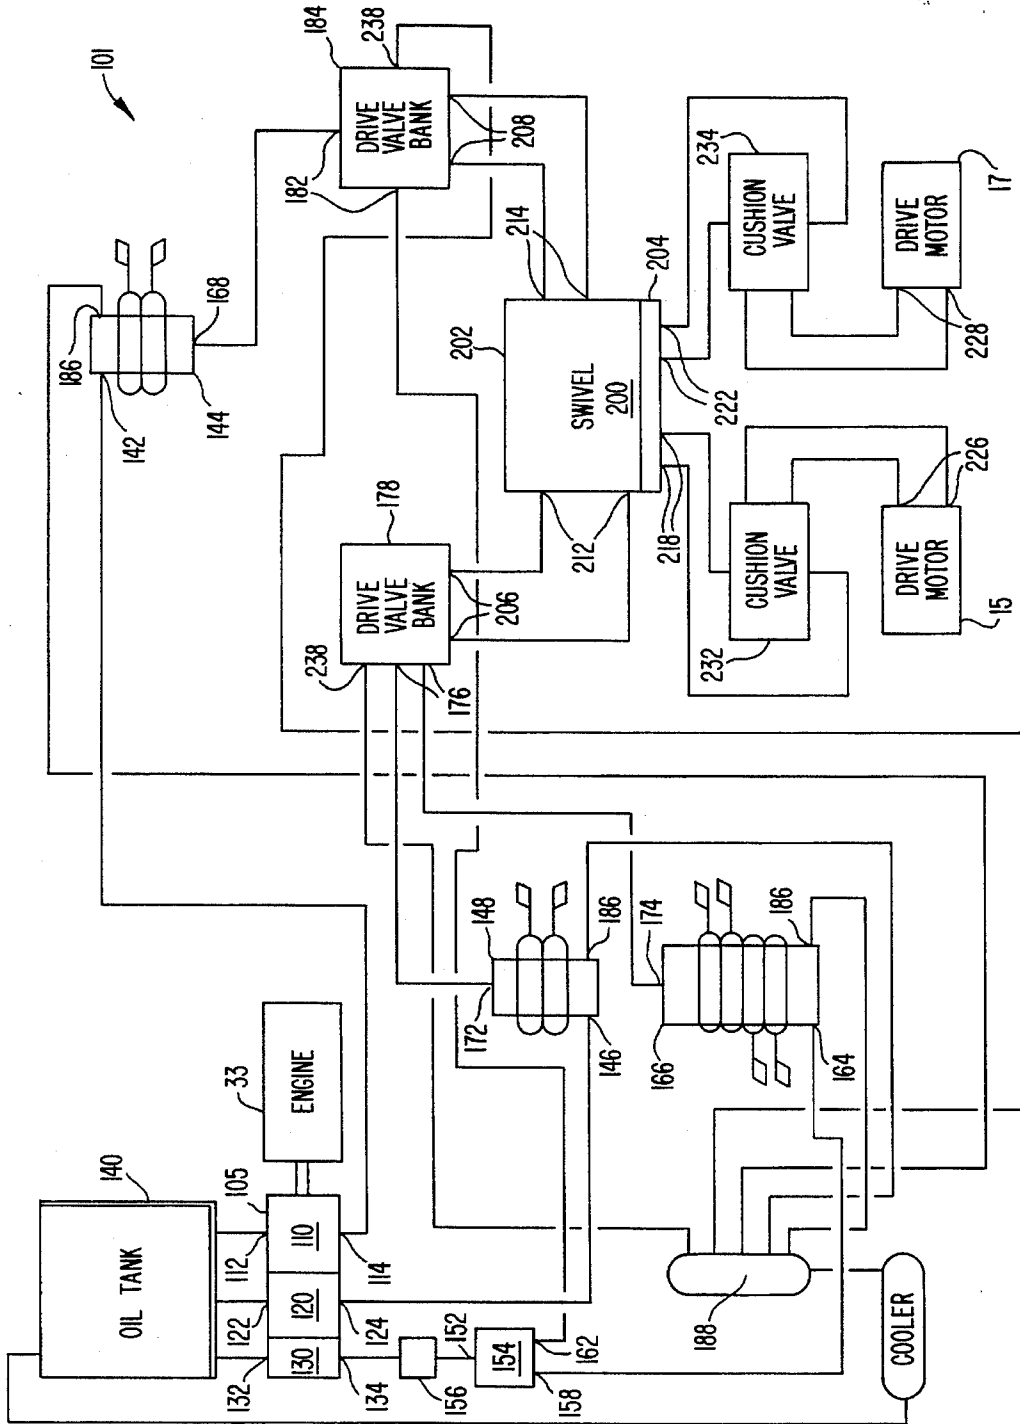 101
OIL TANK
140
33
ENGINE
105
110
120
130
112
122
132
114
124
134
152
154
156
158
162
142
186
144
168
182
184
238
DRIVE
VALVE
BANK
208
178
238
DRIVE
VALVE
BANK
176
206
148
172
146
186
174
166
164
186
188
COOLER
202
SWIVEL
200
204
212
214
218
222
232
CUSHION
VALVE
234
CUSHION
VALVE
DRIVE
MOTOR
226
15
DRIVE
MOTOR
228
17